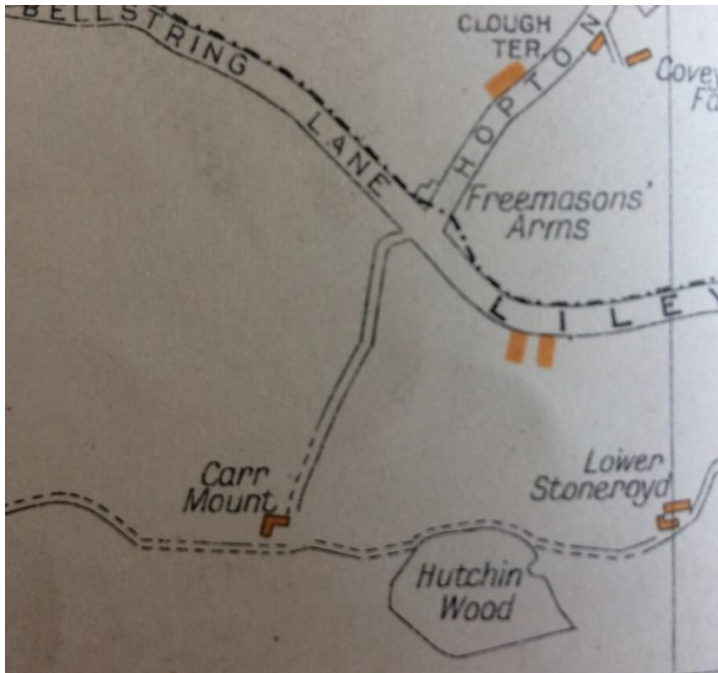 BELLSTRING
LANE
CLOUGH
TER
HOPTON
Freemasons'
Arms
LILEY
Carr
Mount
Lower
Stoneroyd
Hutchin
Wood